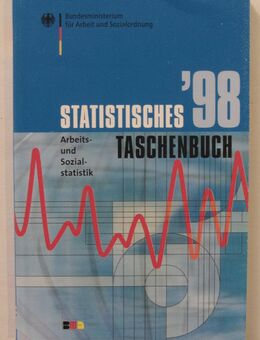 Bundesministerium
für Arbeit und Sozialordnung
STATISTISCHES '98
Arbeits-
und
Sozial-
statistik
TASCHENBUCH